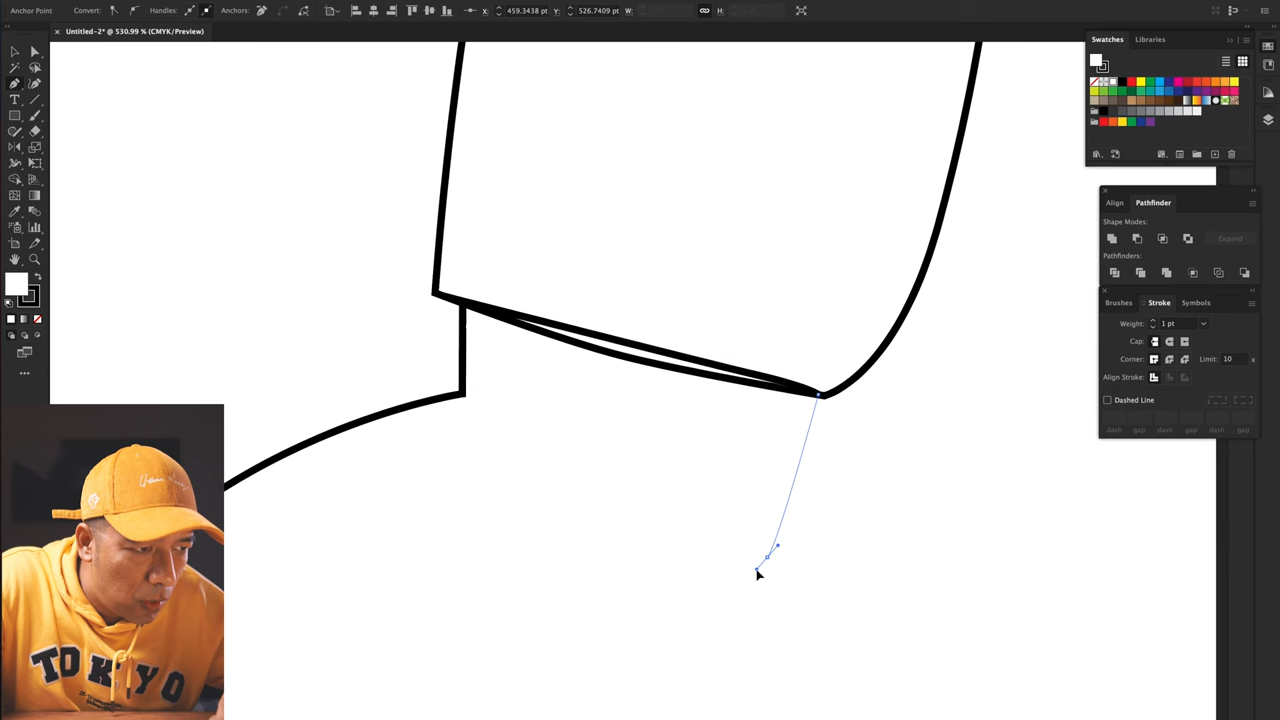 Anchor Point
Convert:
Handles:
Anchors:
X: 459.3438 pt
Y: 526.7409 pt
W:
H:
× Untitled-2* @ 530.99 % (CMYK/Preview)
Swatches
Libraries
Align
Pathfinder
Shape Modes:
Expand
Pathfinders:
Brushes
Stroke
Symbols
Weight: 1 pt
Cap:
Corner:
Limit: 10 x
Align Stroke:
Dashed Line
dash gap dash gap dash gap
TOKYO